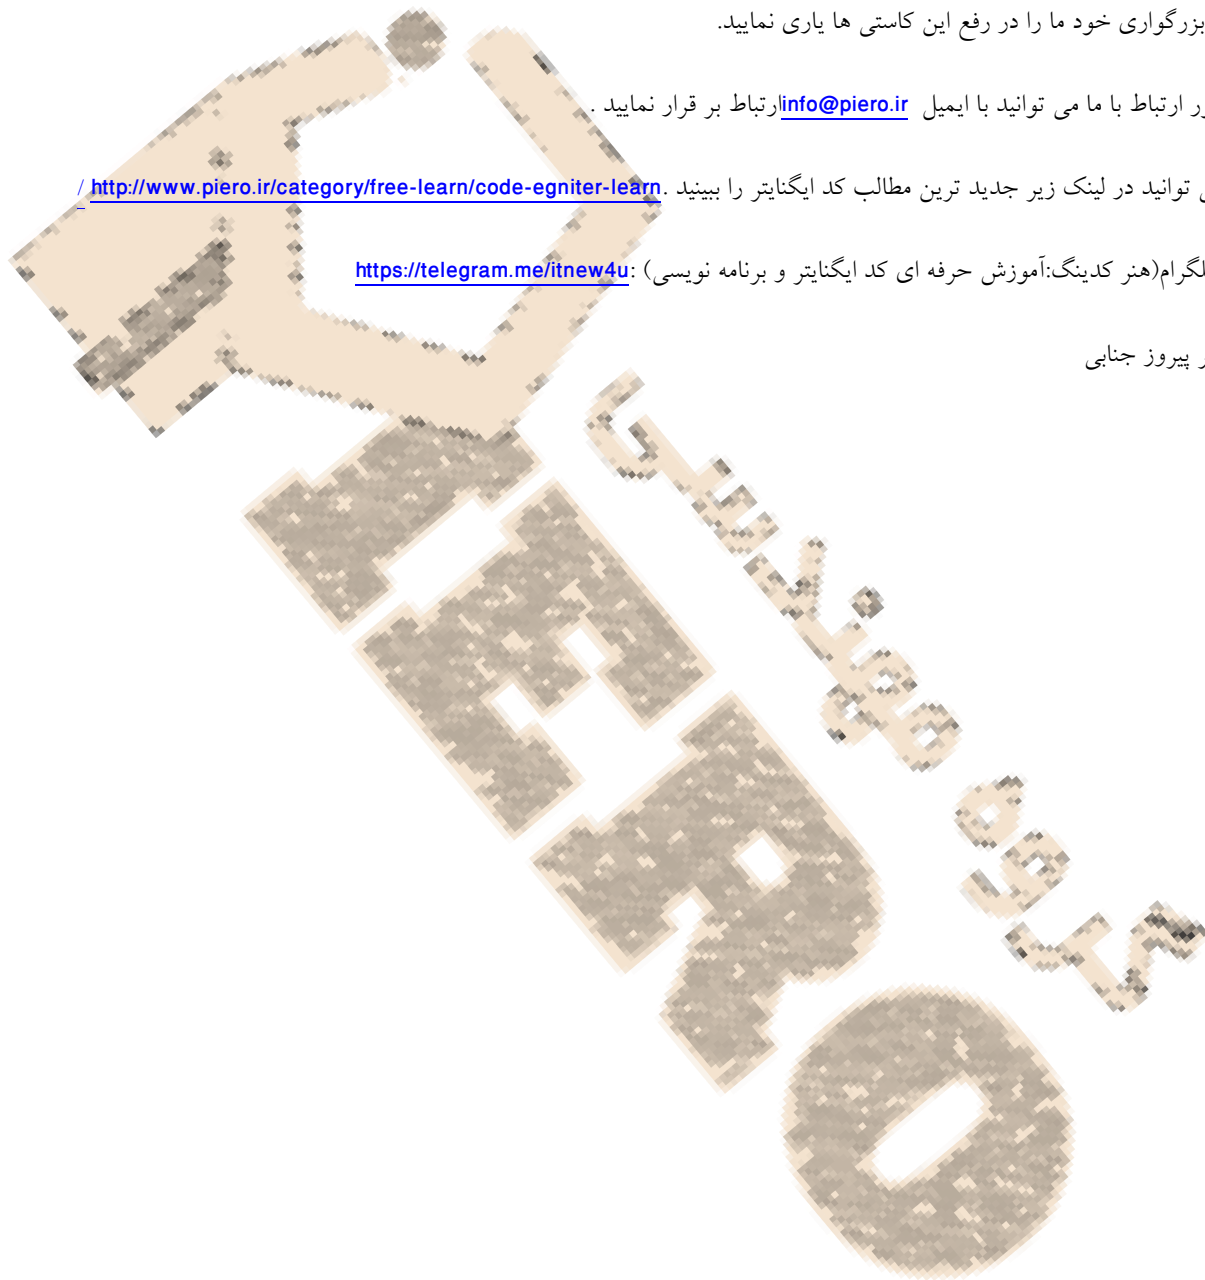 بزرگواری خود ما را در رفع این کاستی ها یاری نمایید.
ارتباط با ما می توانید با ایمیل info@piero.ir ارتباط بر قرار نمایید .
توانید در لینک زیر جدید ترین مطالب کد ایگنایتر را ببینید . http://www.piero.ir/category/free-learn/code-egniter-learn/
(هنر کدینگ:آموزش حرفه ای کد ایگنایتر و برنامه نویسی) : https://telegram.me/itnew4u
پیروز جنابی
گروه مهندسی
IERO